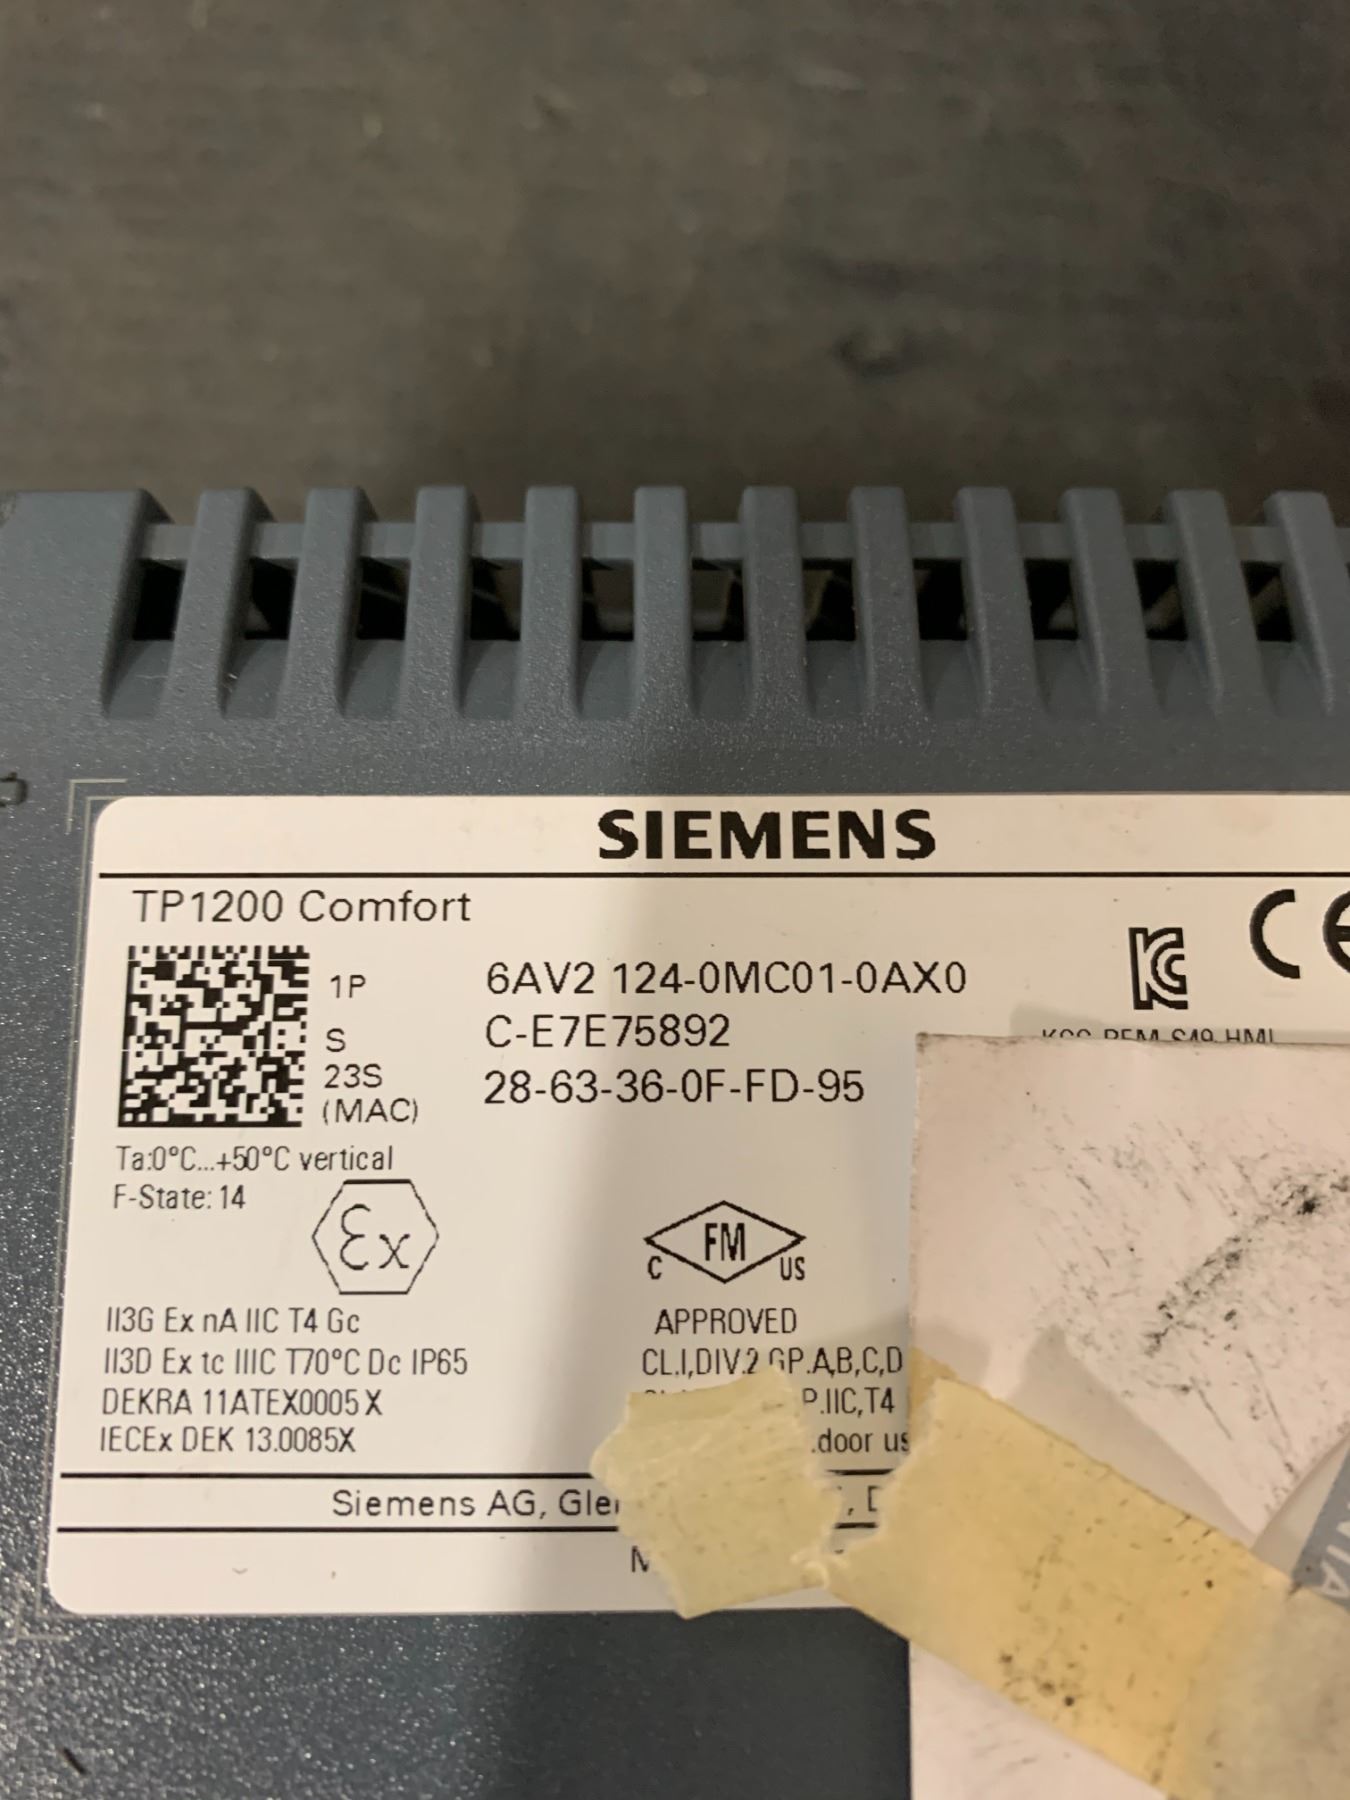 SIEMENS
TP1200 Comfort
1P 6AV2 124-0MC01-0AX0
S C-E7E75892
23S 28-63-36-0F-FD-95
(MAC)
Ta:0°C...+50°C vertical
F-State: 14
Ex
C FM US
APPROVED
II3G Ex nA IIC T4 Gc
II3D Ex tc IIIC T70°C Dc IP65
DEKRA 11ATEX0005 X
IECEx DEK 13.0085X
CL.I,DIV.2 GP.A,B,C,D
P.IIC,T4
KC
CE
Siemens AG,